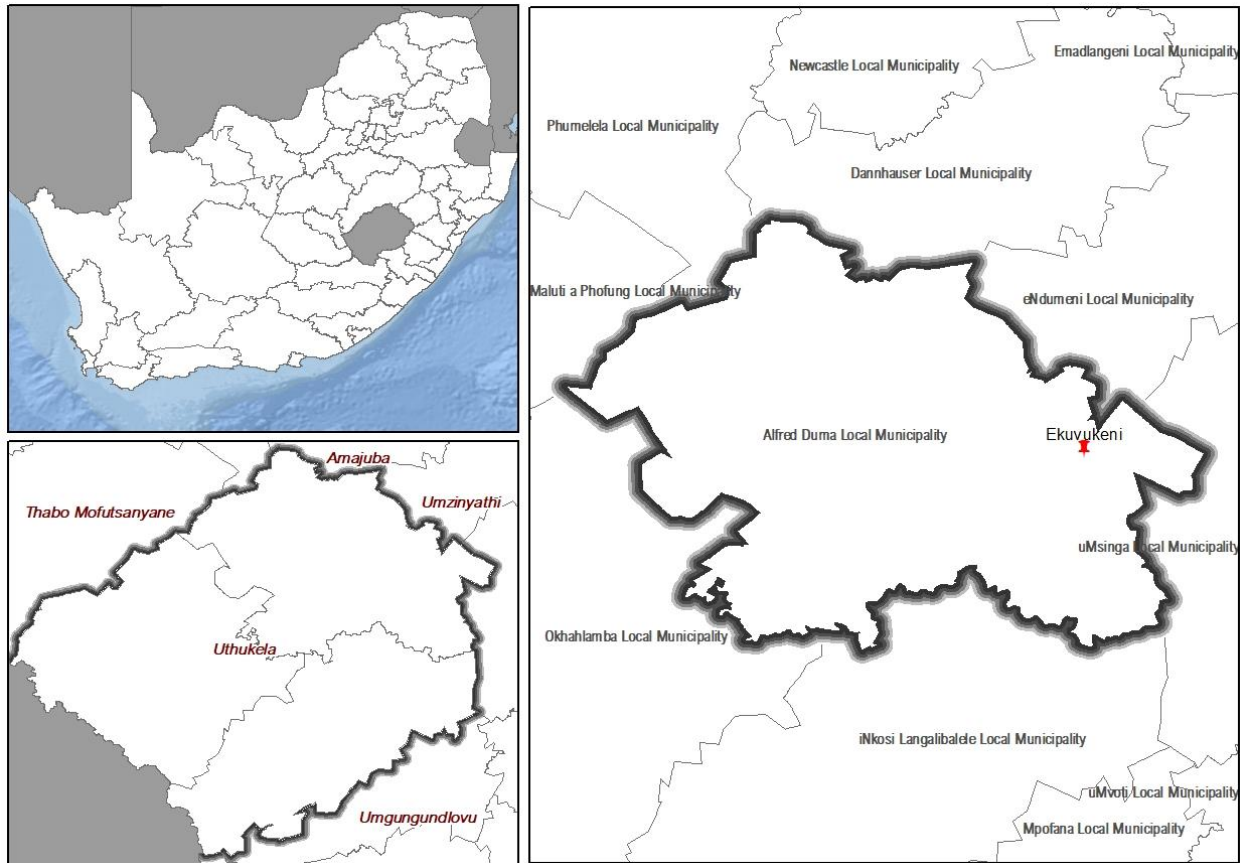 Newcastle Local Municipality
Emadlangeni Local Municipality
Phumelela Local Municipality
Dannhauser Local Municipality
Maluti a Phofung Local Municipality
eNdumeni Local Municipality
Alfred Duma Local Municipality
Ekuvukeni
uMsinga Local Municipality
Okhahlamba Local Municipality
iNkosi Langalibalele Local Municipality
uMvoti Local Municipality
Mpofana Local Municipality
Amajuba
Thabo Mofutsanyane
Umzinyathi
Uthukela
Umgungundlovu